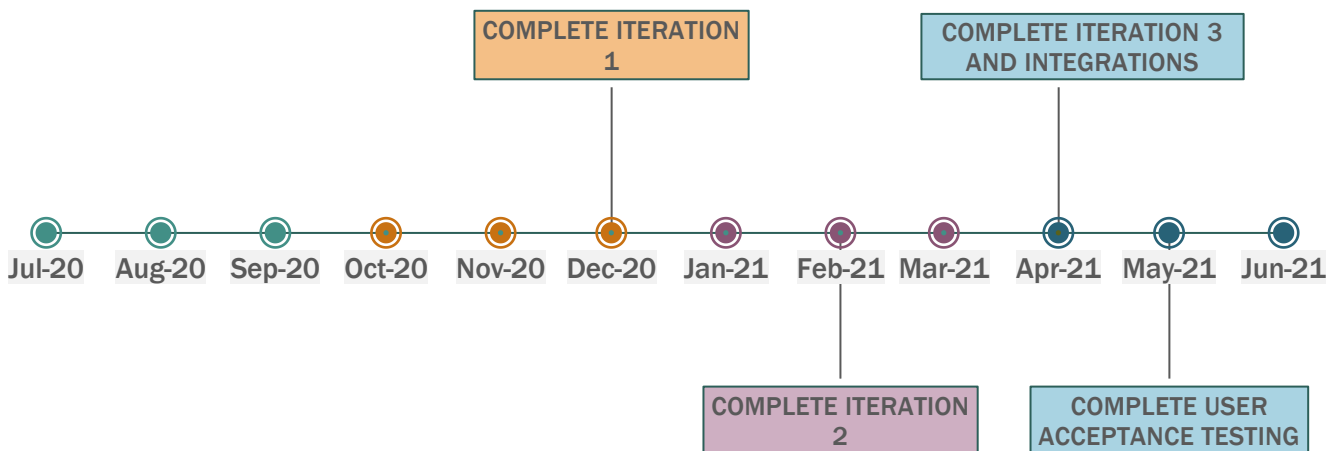 COMPLETE ITERATION
1
COMPLETE ITERATION 3
AND INTEGRATIONS
Jul-20 Aug-20 Sep-20 Oct-20 Nov-20 Dec-20 Jan-21 Feb-21 Mar-21 Apr-21 May-21 Jun-21
COMPLETE ITERATION
2
COMPLETE USER
ACCEPTANCE TESTING